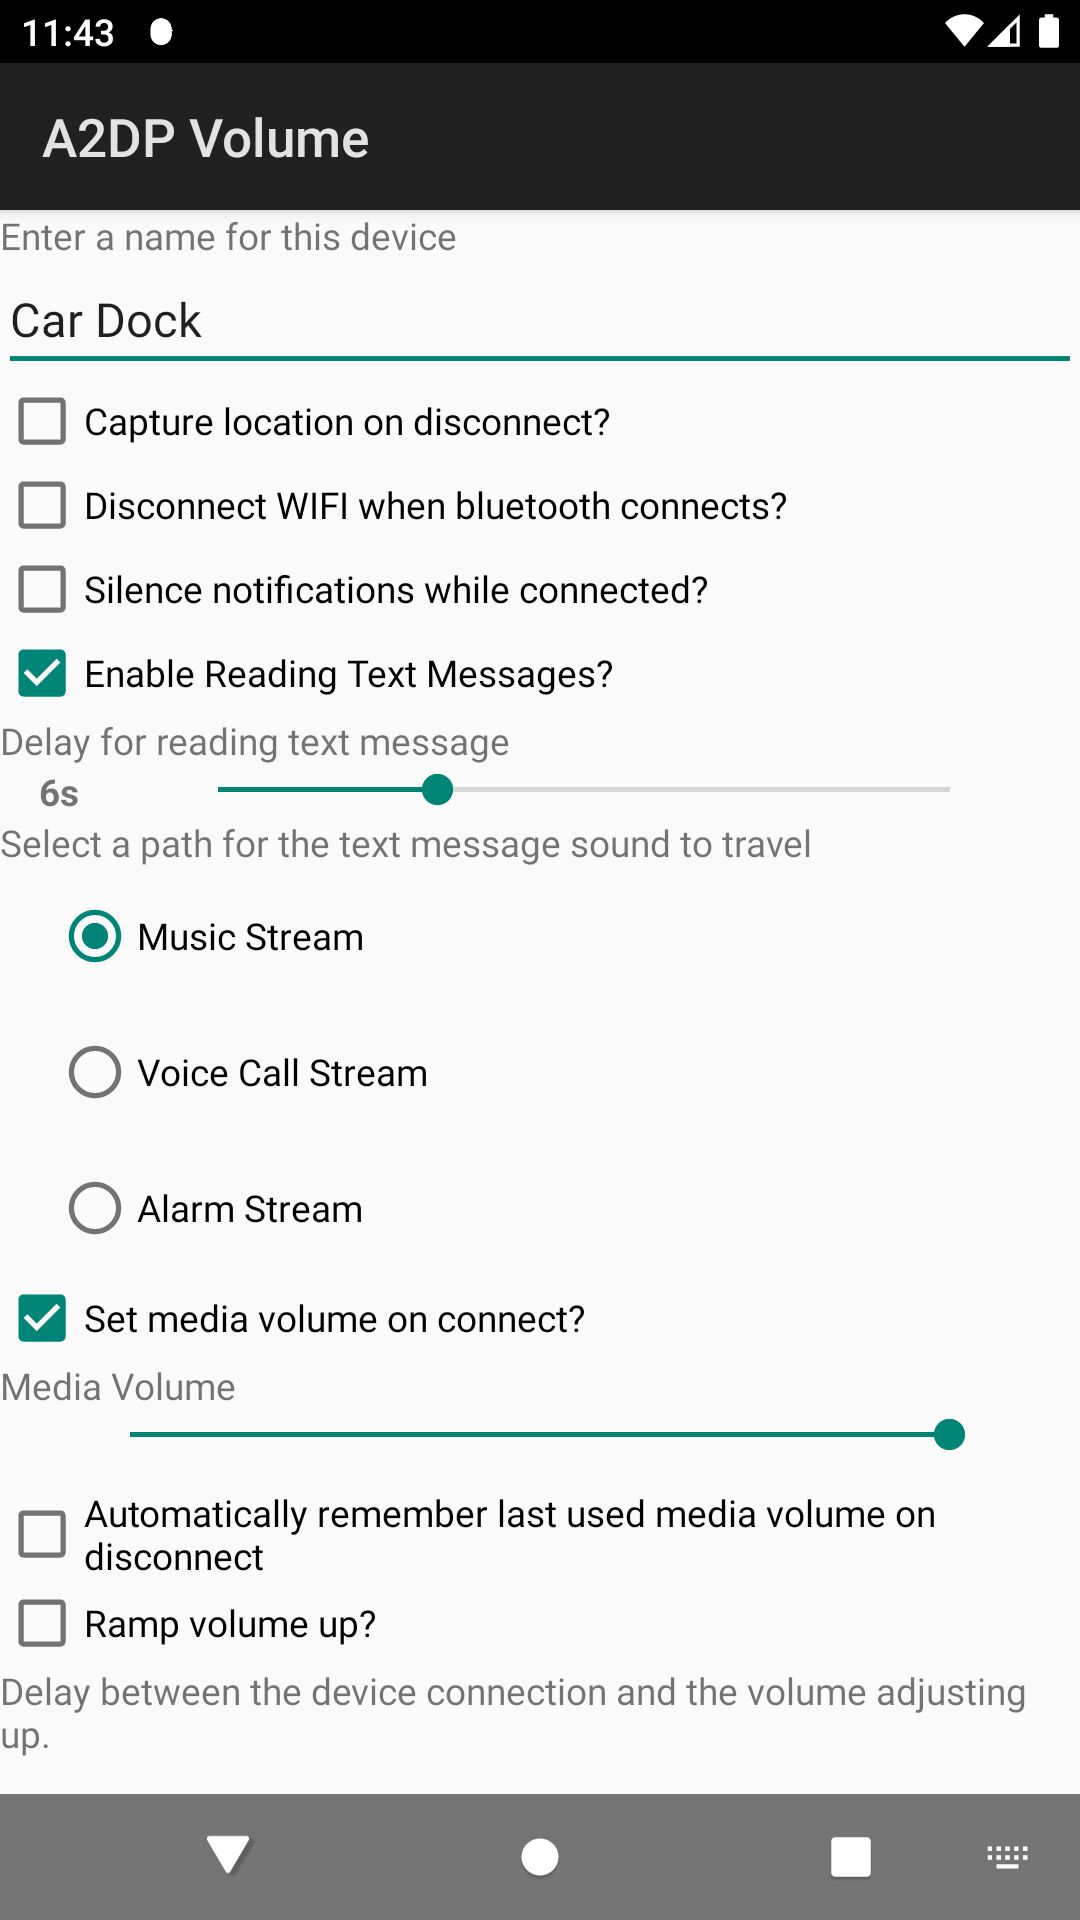 11:43
A2DP Volume
Enter a name for this device
Car Dock
Capture location on disconnect?
Disconnect WIFI when bluetooth connects?
Silence notifications while connected?
Enable Reading Text Messages?
Delay for reading text message
6s
Select a path for the text message sound to travel
Music Stream
Voice Call Stream
Alarm Stream
Set media volume on connect?
Media Volume
Automatically remember last used media volume on
disconnect
Ramp volume up?
Delay between the device connection and the volume adjusting
up.